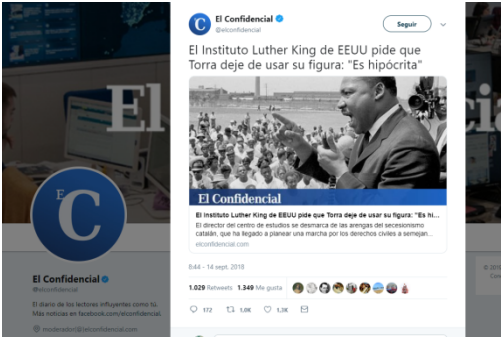 El Confidencial
@elconfidencial
Seguir
El Instituto Luther King de EEUU pide que
Torra deje de usar su figura: "Es hipócrita"
El Confidencial
El Instituto Luther King de EEUU pide que Torra deje de usar su figura: "Es hi...
El director del centro de estudios se desmarca de las arengas del secesionismo
catalán, que ha llegado a planear una marcha por los derechos civiles a semejan...
elconfidencial.com
8:44 - 14 sept. 2018
1.029 Retweets 1.349 Me gusta
172 1,0K 1,3K
El
cia
E
C
El Confidencial
@elconfidencial
El diario de los lectores influyentes como tú.
Más noticias en facebook.com/elconfidencial
moderador@elconfidencial.com